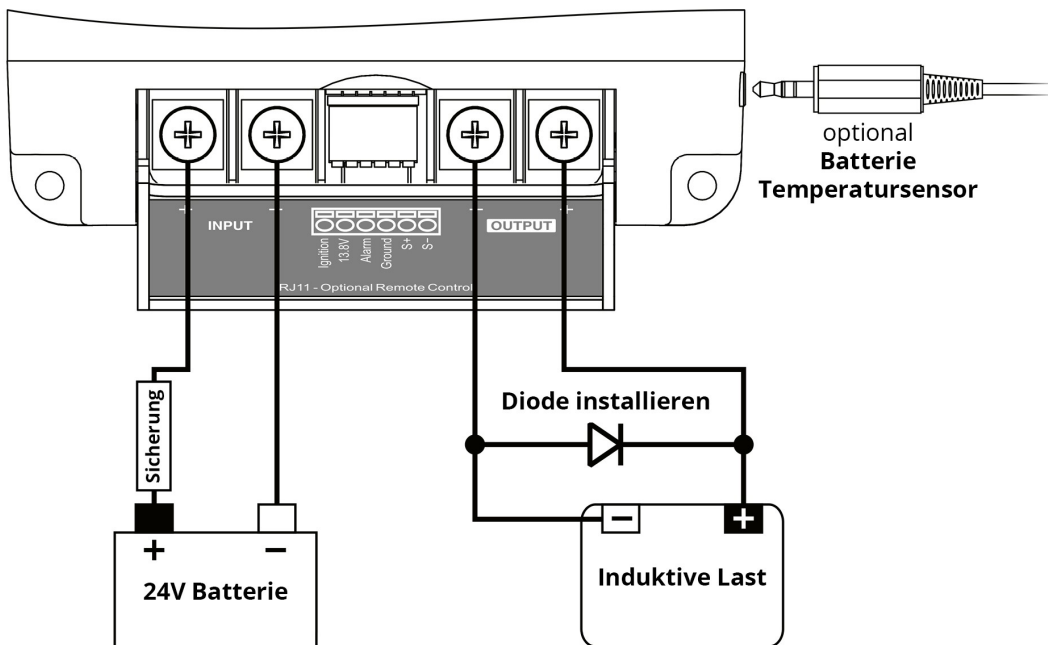 optional
Batterie
Temperatursensor
+ INPUT − − OUTPUT +
Ignition
13.8V
Alarm
Ground
S+
S−
RJ11 - Optional Remote Control
Diode installieren
Sicherung
+ −
24V Batterie
− +
Induktive Last